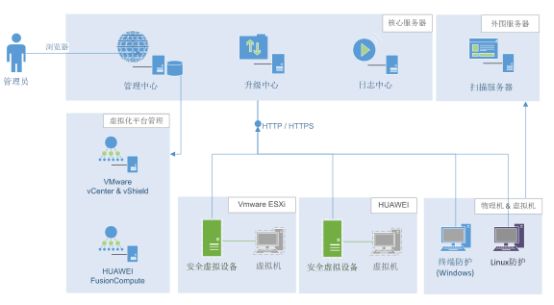 核心服务器
外围服务器
浏览器
管理员
管理中心
升级中心
日志中心
扫描服务器
虚拟化平台管理
HTTP / HTTPS
VMware
vCenter & vShield
HUAWEI
FusionCompute
Vmware ESXi
HUAWEI
物理机 & 虚拟机
安全虚拟设备
虚拟机
安全虚拟设备
虚拟机
终端防护
(Windows)
Linux防护